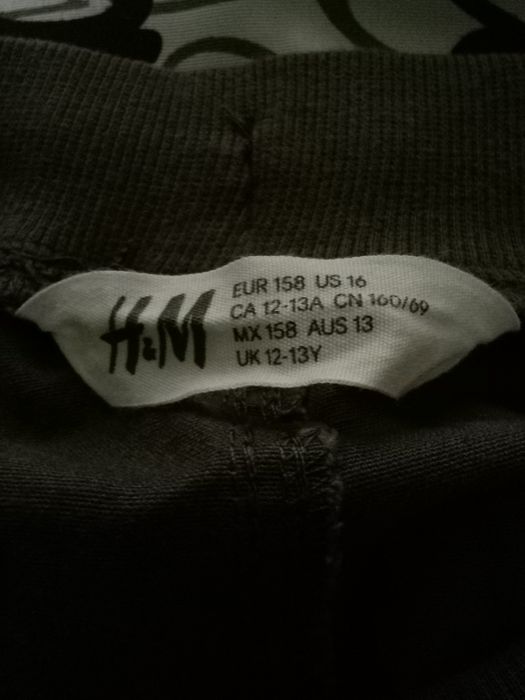 H&M
EUR 158 US 16
CA 12-13A CN 160/69
MX 158 AUS 13
UK 12-13Y